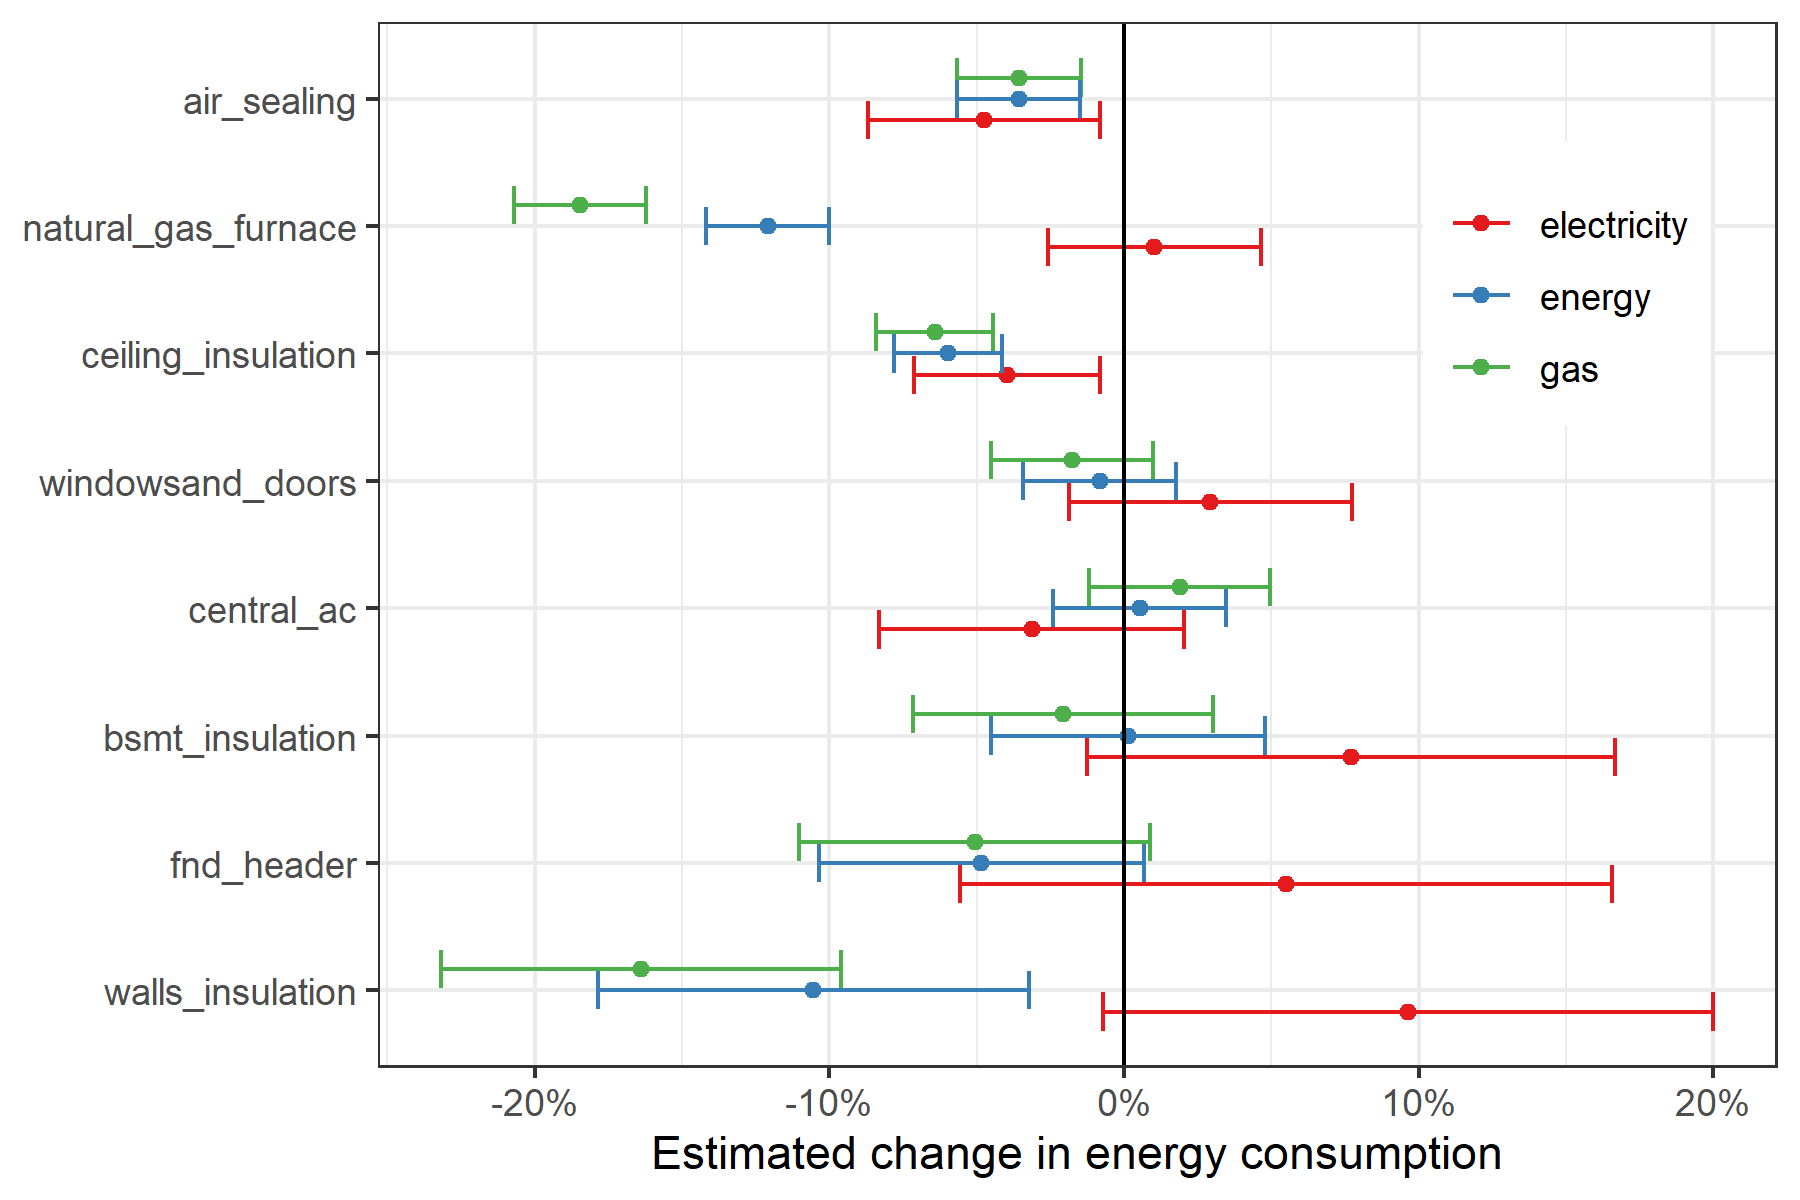 air_sealing
natural_gas_furnace
ceiling_insulation
windowsand_doors
central_ac
bsmt_insulation
fnd_header
walls_insulation
electricity
energy
gas
-20% -10% 0% 10% 20%
Estimated change in energy consumption